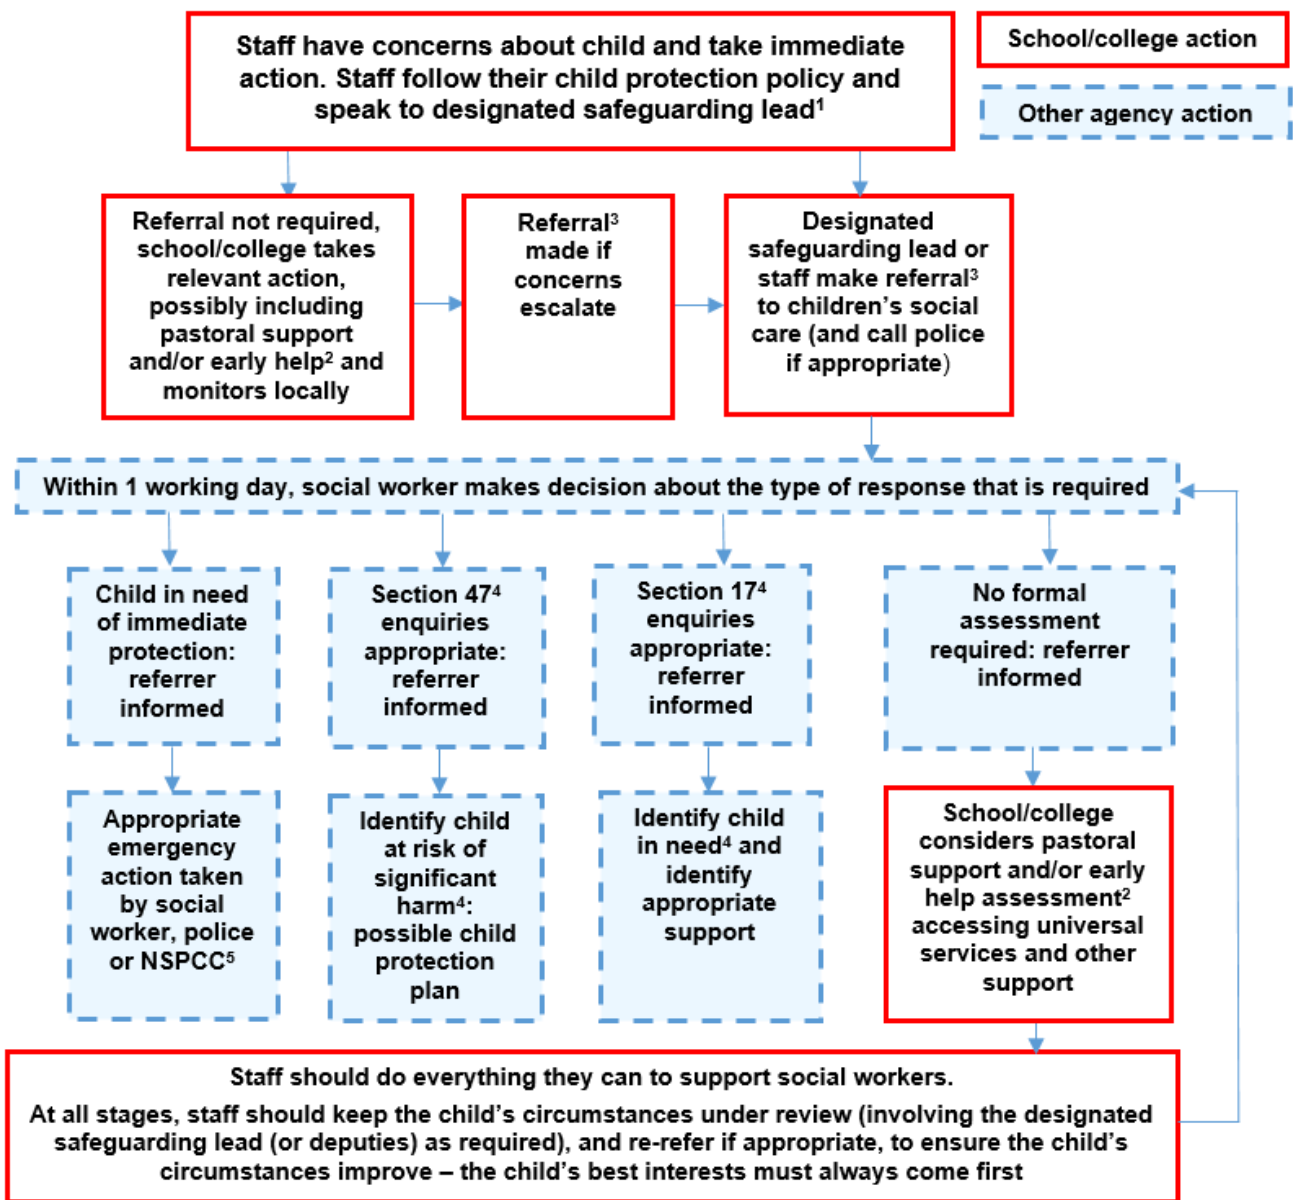 Staff have concerns about child and take immediate
action. Staff follow their child protection policy and
speak to designated safeguarding lead¹
School/college action
Other agency action
Referral not required,
school/college takes
relevant action,
possibly including
pastoral support
and/or early help² and
monitors locally
Referral³
made if
concerns
escalate
Designated
safeguarding lead or
staff make referral³
to children’s social
care (and call police
if appropriate)
Within 1 working day, social worker makes decision about the type of response that is required
Child in need
of immediate
protection:
referrer
informed
Section 47⁴
enquiries
appropriate:
referrer
informed
Section 17⁴
enquiries
appropriate:
referrer
informed
No formal
assessment
required: referrer
informed
Appropriate
emergency
action taken
by social
worker, police
or NSPCC⁵
Identify child
at risk of
significant
harm⁴:
possible child
protection
plan
Identify child
in need⁴ and
identify
appropriate
support
School/college
considers pastoral
support and/or early
help assessment²
accessing universal
services and other
support
Staff should do everything they can to support social workers.
At all stages, staff should keep the child’s circumstances under review (involving the designated
safeguarding lead (or deputies) as required), and re-refer if appropriate, to ensure the child’s
circumstances improve – the child’s best interests must always come first